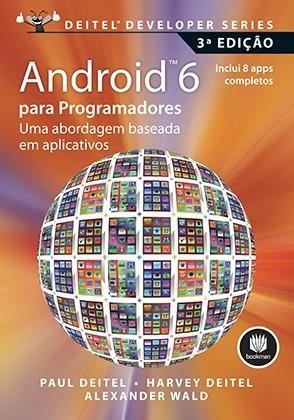 DEITEL® DEVELOPER SERIES
3ª EDIÇÃO
Android™ 6
Inclui 8 apps
completos
para Programadores
Uma abordagem baseada
em aplicativos
bookman
PAUL DEITEL • HARVEY DEITEL
ALEXANDER WALD